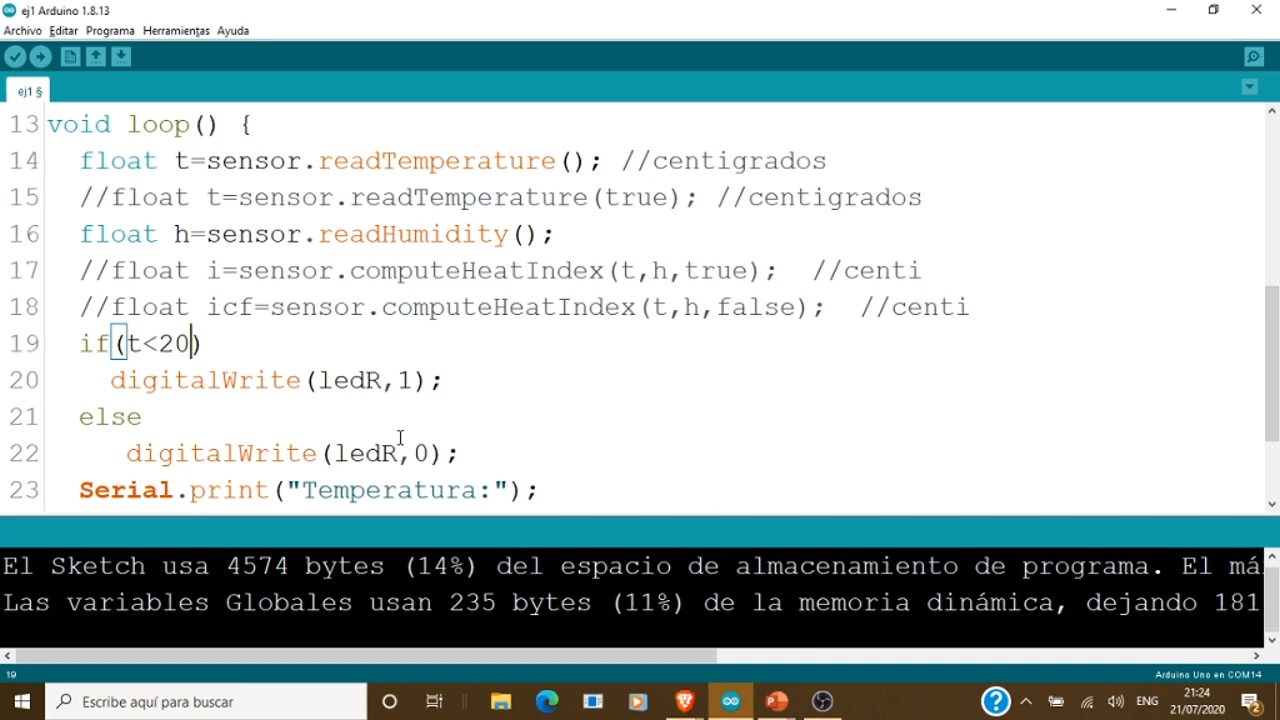 ej1 Arduino 1.8.13
Archivo Editar Programa Herramientas Ayuda
ej1 §
13 void loop() {
14 float t=sensor.readTemperature(); //centigrados
15 //float t=sensor.readTemperature(true); //centigrados
16 float h=sensor.readHumidity();
17 //float i=sensor.computeHeatIndex(t,h,true); //centi
18 //float icf=sensor.computeHeatIndex(t,h,false); //centi
19 if(t<20)
20 digitalWrite(ledR,1);
21 else
22 digitalWrite(ledR,0);
23 Serial.print("Temperatura:");
El Sketch usa 4574 bytes (14%) del espacio de almacenamiento de programa. El má
Las variables Globales usan 235 bytes (11%) de la memoria dinámica, dejando 181
19
Arduino Uno en COM14
Escribe aquí para buscar
ENG
21:24
21/07/2020
2